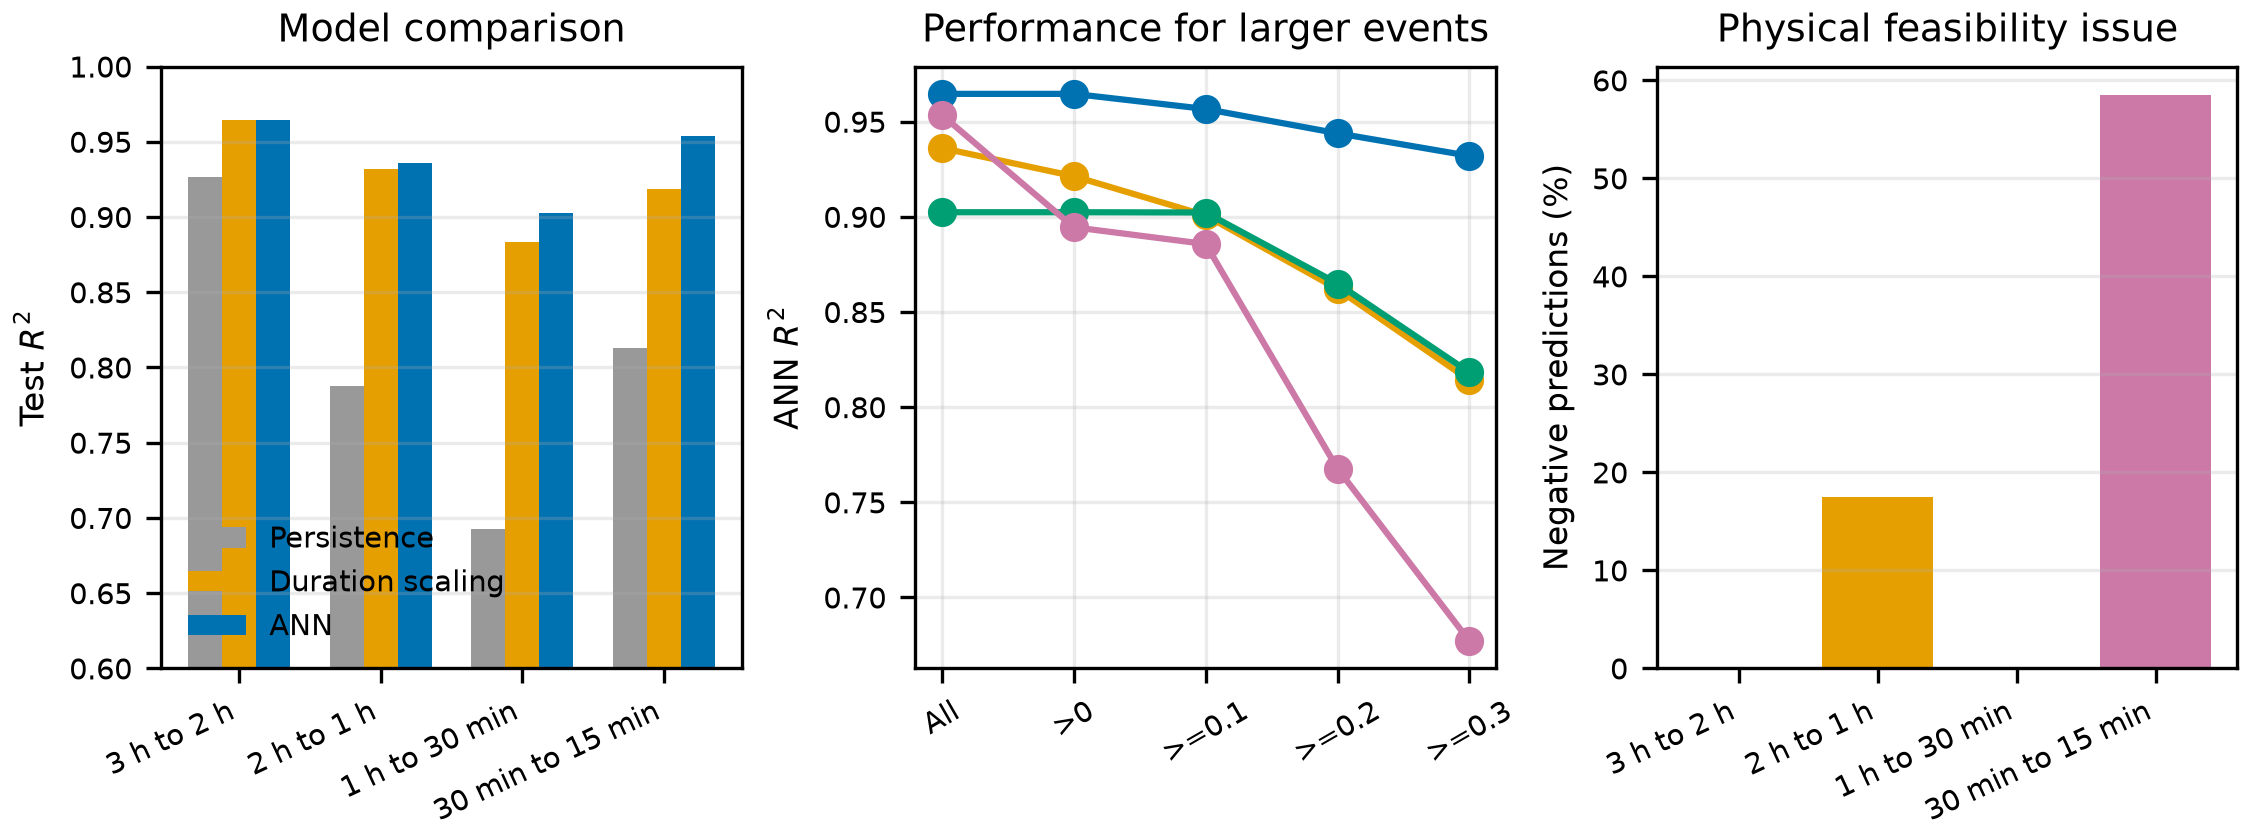 Model comparison
Test R²
1.00
0.95
0.90
0.85
0.80
0.75
0.70
0.65
0.60
Persistence
Duration scaling
ANN
3 h to 2 h
2 h to 1 h
1 h to 30 min
30 min to 15 min
Performance for larger events
ANN R²
0.95
0.90
0.85
0.80
0.75
0.70
All
>0
>=0.1
>=0.2
>=0.3
Physical feasibility issue
Negative predictions (%)
60
50
40
30
20
10
0
3 h to 2 h
2 h to 1 h
1 h to 30 min
30 min to 15 min